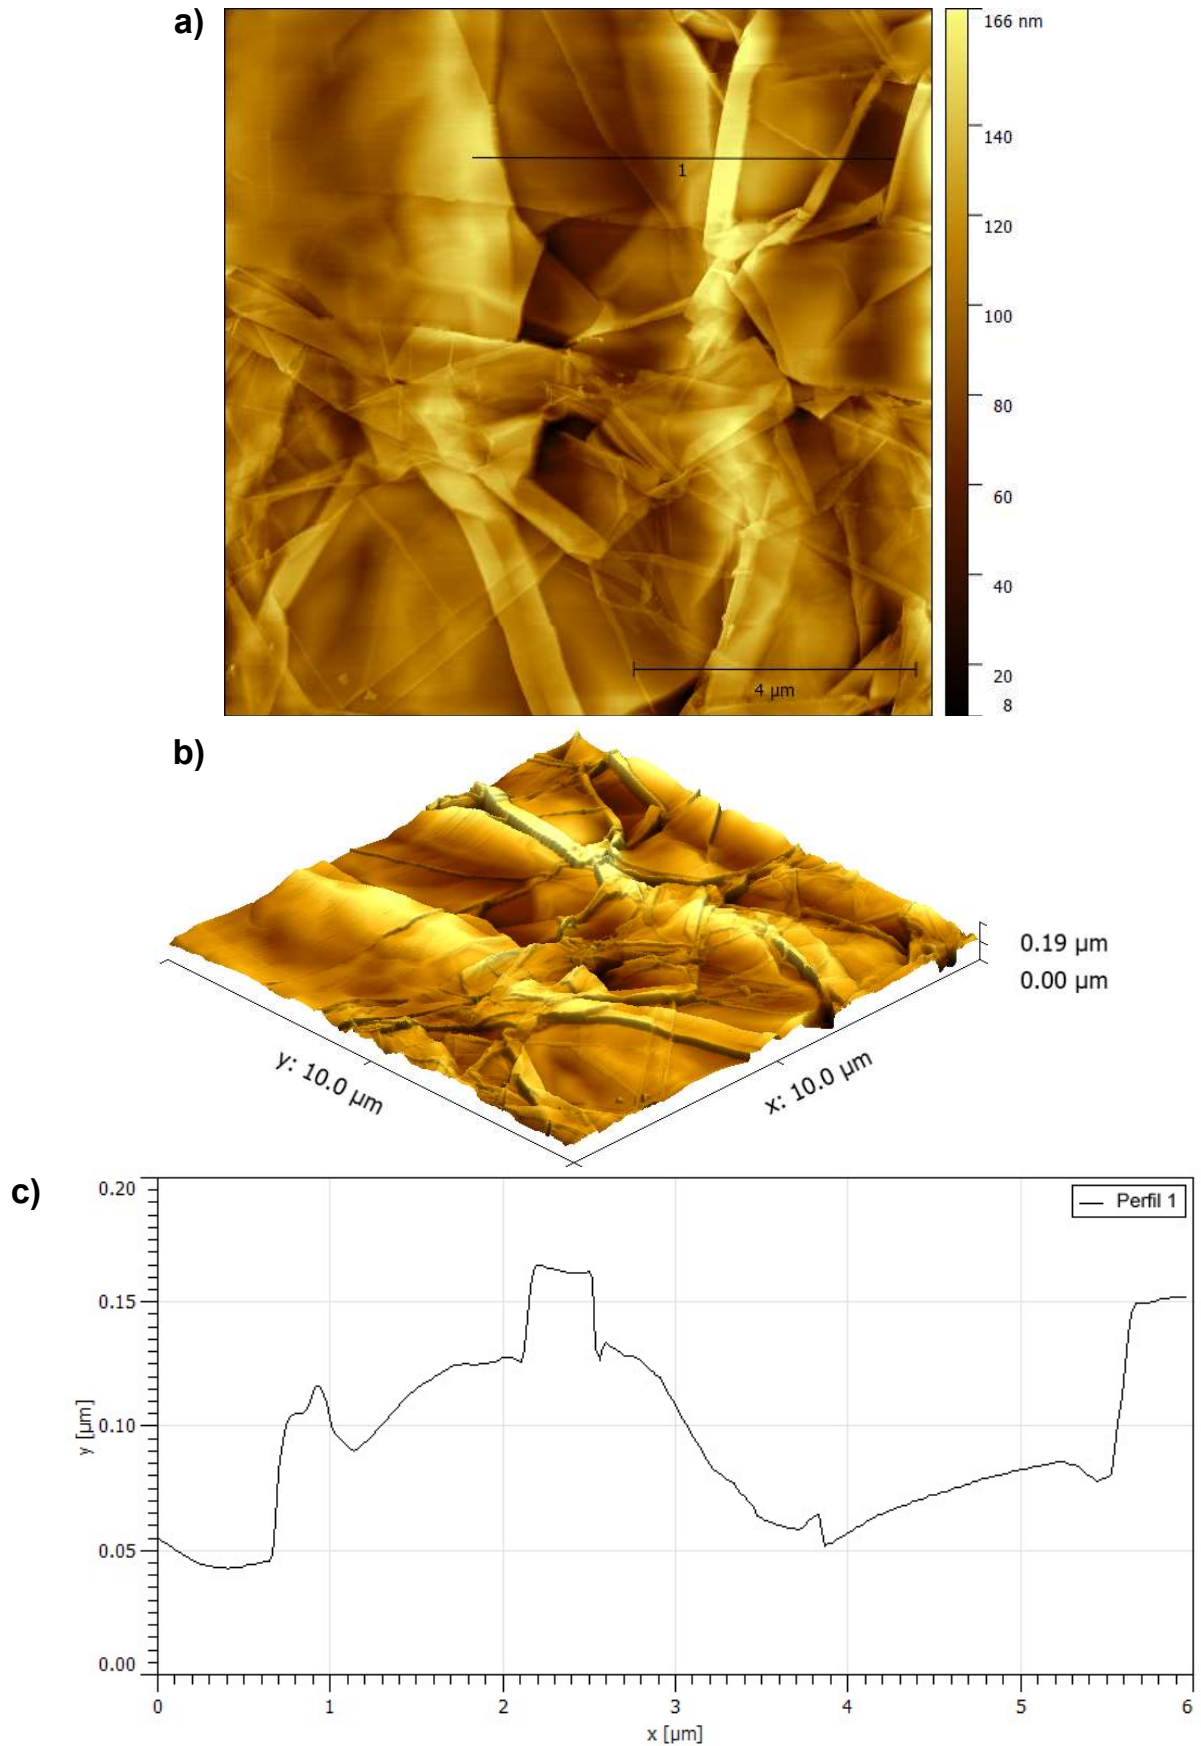 a)
166 nm
140
120
100
80
60
40
20
8
1
4 µm
b)
0.19 µm
0.00 µm
y: 10.0 µm
x: 10.0 µm
c)
0.20
0.15
0.10
0.05
0.00
y [µm]
Perfil 1
0 1 2 3 4 5 6
x [µm]